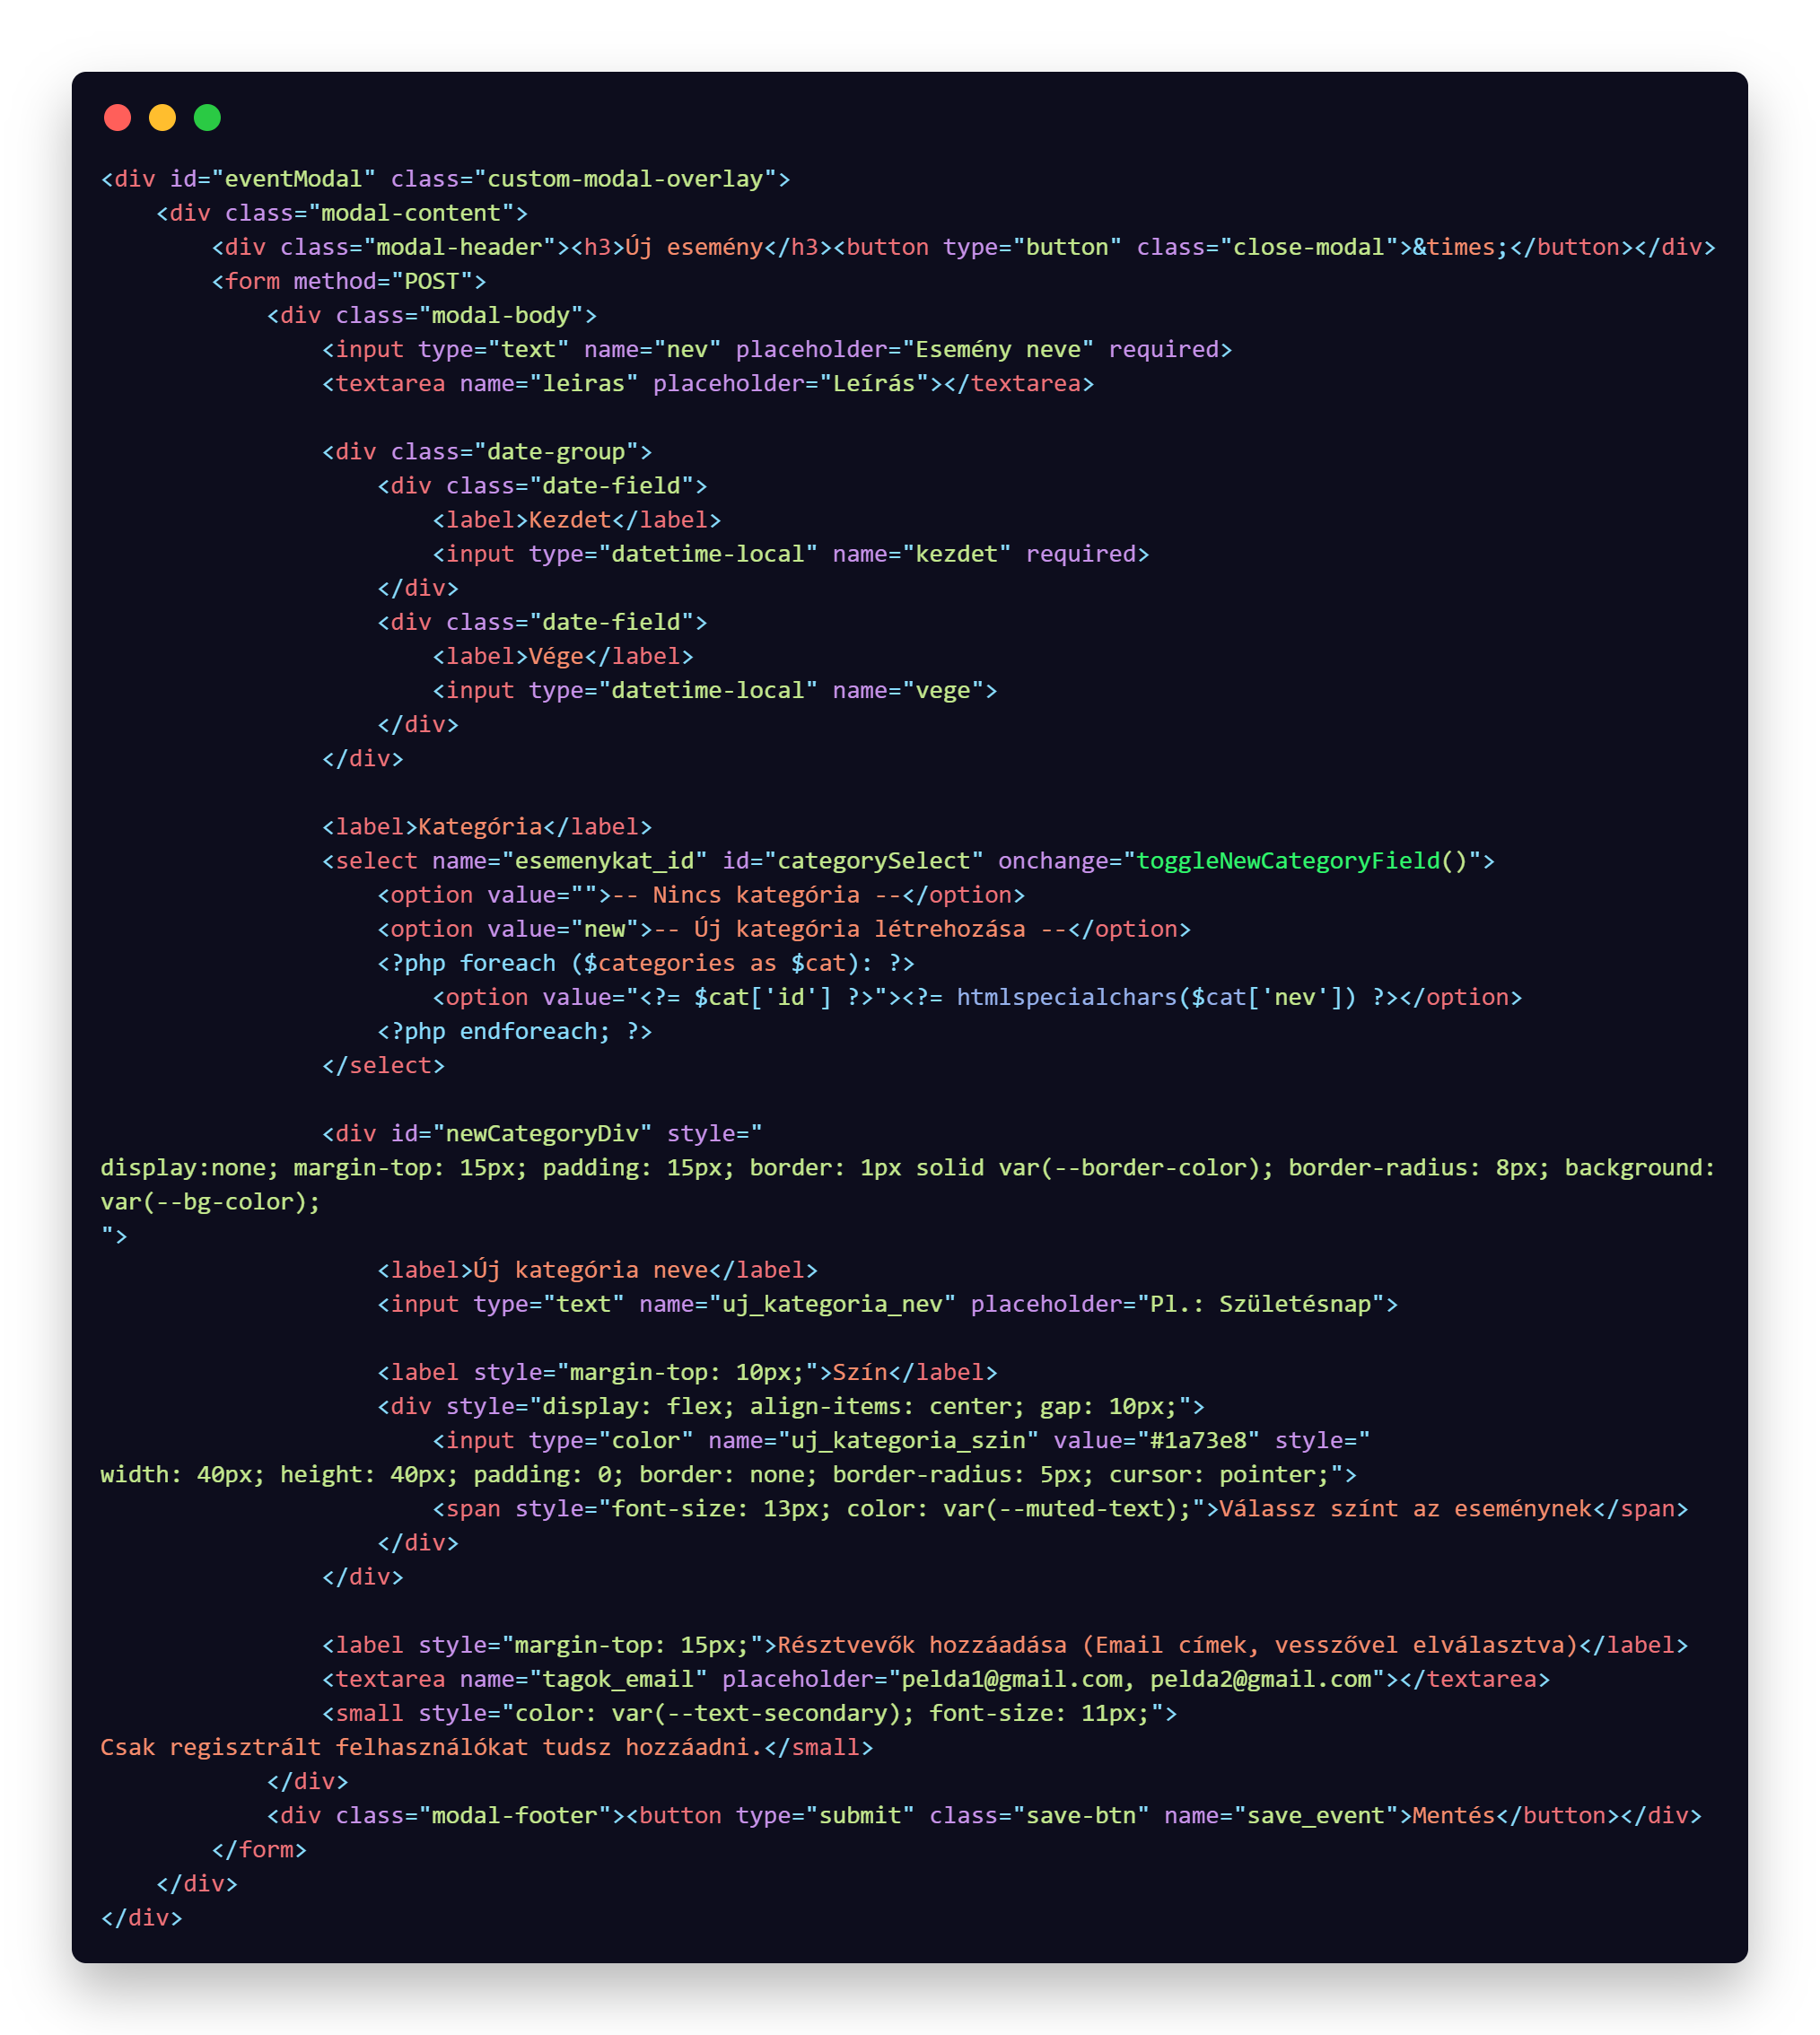 <div id="eventModal" class="custom-modal-overlay">
    <div class="modal-content">
        <div class="modal-header"><h3>Új esemény</h3><button type="button" class="close-modal">&times;</button></div>
        <form method="POST">
            <div class="modal-body">
                <input type="text" name="nev" placeholder="Esemény neve" required>
                <textarea name="leiras" placeholder="Leírás"></textarea>

                <div class="date-group">
                    <div class="date-field">
                        <label>Kezdet</label>
                        <input type="datetime-local" name="kezdet" required>
                    </div>
                    <div class="date-field">
                        <label>Vége</label>
                        <input type="datetime-local" name="vege">
                    </div>
                </div>

                <label>Kategória</label>
                <select name="esemenykat_id" id="categorySelect" onchange="toggleNewCategoryField()">
                    <option value="">-- Nincs kategória --</option>
                    <option value="new">-- Új kategória létrehozása --</option>
                    <?php foreach ($categories as $cat): ?>
                        <option value="<?= $cat['id'] ?>"><?= htmlspecialchars($cat['nev']) ?></option>
                    <?php endforeach; ?>
                </select>

                <div id="newCategoryDiv" style="
display:none; margin-top: 15px; padding: 15px; border: 1px solid var(--border-color); border-radius: 8px; background:
var(--bg-color);
">
                    <label>Új kategória neve</label>
                    <input type="text" name="uj_kategoria_nev" placeholder="Pl.: Születésnap">

                    <label style="margin-top: 10px;">Szín</label>
                    <div style="display: flex; align-items: center; gap: 10px;">
                        <input type="color" name="uj_kategoria_szin" value="#1a73e8" style="
width: 40px; height: 40px; padding: 0; border: none; border-radius: 5px; cursor: pointer;">
                        <span style="font-size: 13px; color: var(--muted-text);">Válassz színt az eseménynek</span>
                    </div>
                </div>

                <label style="margin-top: 15px;">Résztvevők hozzáadása (Email címek, vesszővel elválasztva)</label>
                <textarea name="tagok_email" placeholder="pelda1@gmail.com, pelda2@gmail.com"></textarea>
                <small style="color: var(--text-secondary); font-size: 11px;">
Csak regisztrált felhasználókat tudsz hozzáadni.</small>
            </div>
            <div class="modal-footer"><button type="submit" class="save-btn" name="save_event">Mentés</button></div>
        </form>
    </div>
</div>